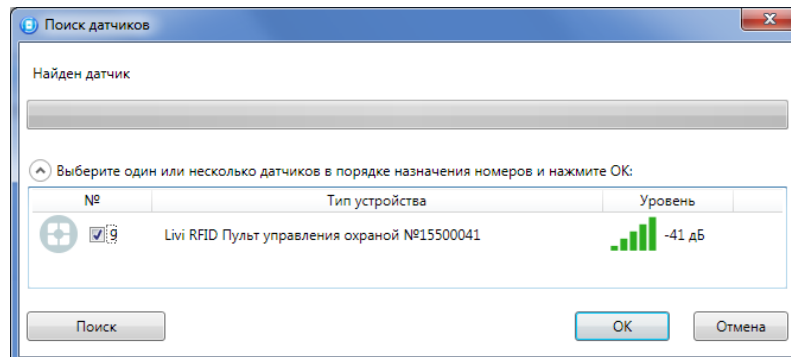 Поиск датчиков
Найден датчик
Выберите один или несколько датчиков в порядке назначения номеров и нажмите ОК:
№ Тип устройства Уровень
9 Livi RFID Пульт управления охраной №15500041 -41 дБ
Поиск ОК Отмена